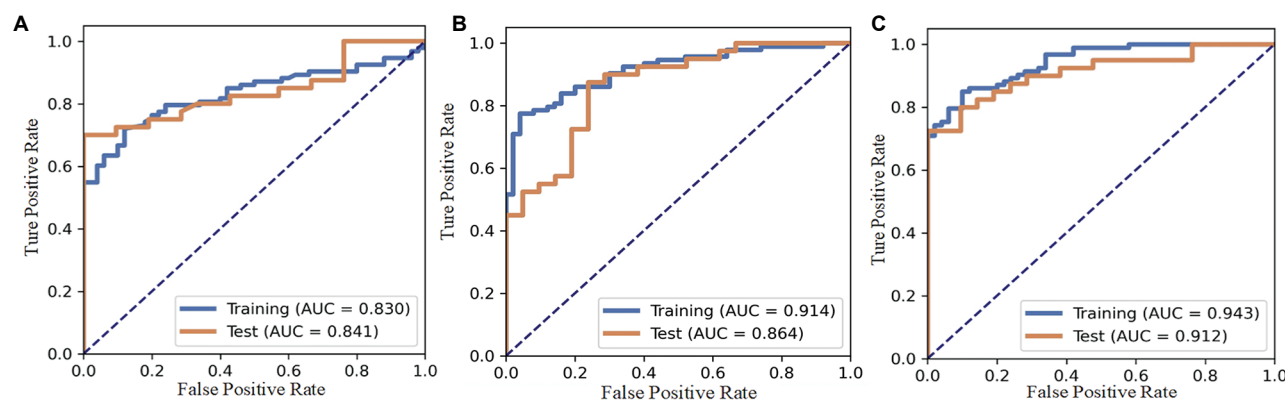 A
Ture Positive Rate
1.0
0.8
0.6
0.4
0.2
0.0
Training (AUC = 0.830)
Test (AUC = 0.841)
0.0 0.2 0.4 0.6 0.8 1.0
False Positive Rate
B
Ture Positive Rate
1.0
0.8
0.6
0.4
0.2
0.0
Training (AUC = 0.914)
Test (AUC = 0.864)
0.0 0.2 0.4 0.6 0.8 1.0
False Positive Rate
C
Ture Positive Rate
1.0
0.8
0.6
0.4
0.2
0.0
Training (AUC = 0.943)
Test (AUC = 0.912)
0.0 0.2 0.4 0.6 0.8 1.0
False Positive Rate